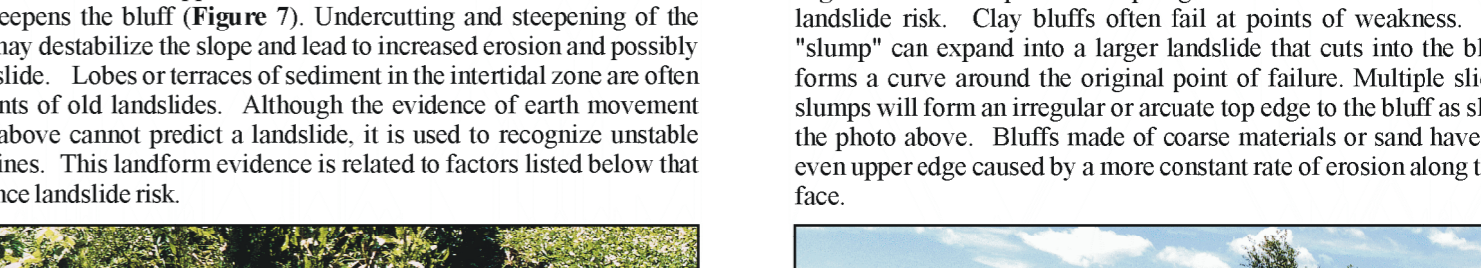 eepens the bluff (Figure 7). Undercutting and steepening of the
may destabilize the slope and lead to increased erosion and possibly
slide. Lobes or terraces of sediment in the intertidal zone are often
nts of old landslides. Although the evidence of earth movement
above cannot predict a landslide, it is used to recognize unstable
ines. This landform evidence is related to factors listed below that
nce landslide risk.
landslide risk. Clay bluffs often fail at points of weakness.
"slump" can expand into a larger landslide that cuts into the bl
forms a curve around the original point of failure. Multiple sli
slumps will form an irregular or arcuate top edge to the bluff as sl
the photo above. Bluffs made of coarse materials or sand have
even upper edge caused by a more constant rate of erosion along t
face.